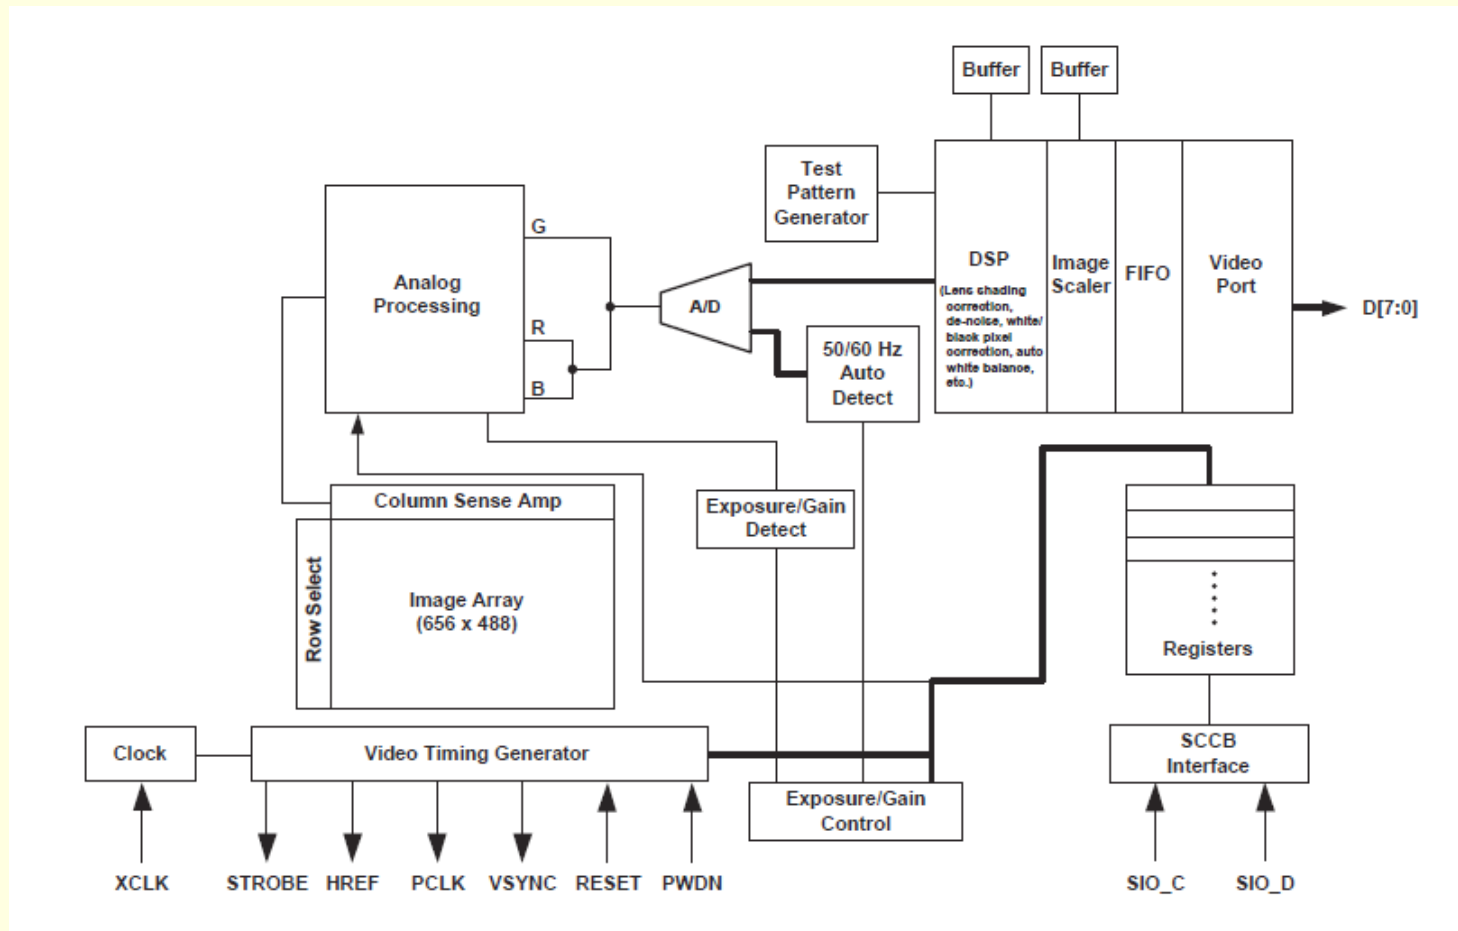 Buffer
Buffer
Test
Pattern
Generator
G
Analog
Processing
R
B
A/D
50/60 Hz
Auto
Detect
DSP
(Lens shading
correction,
de-noise, white/
black pixel
correction, auto
white balance,
etc.)
Image
Scaler
FIFO
Video
Port
D[7:0]
Column Sense Amp
Exposure/Gain
Detect
Row Select
Image Array
(656 x 488)
Registers
Clock
Video Timing Generator
SCCB
Interface
Exposure/Gain
Control
XCLK
STROBE
HREF
PCLK
VSYNC
RESET
PWDN
SIO_C
SIO_D